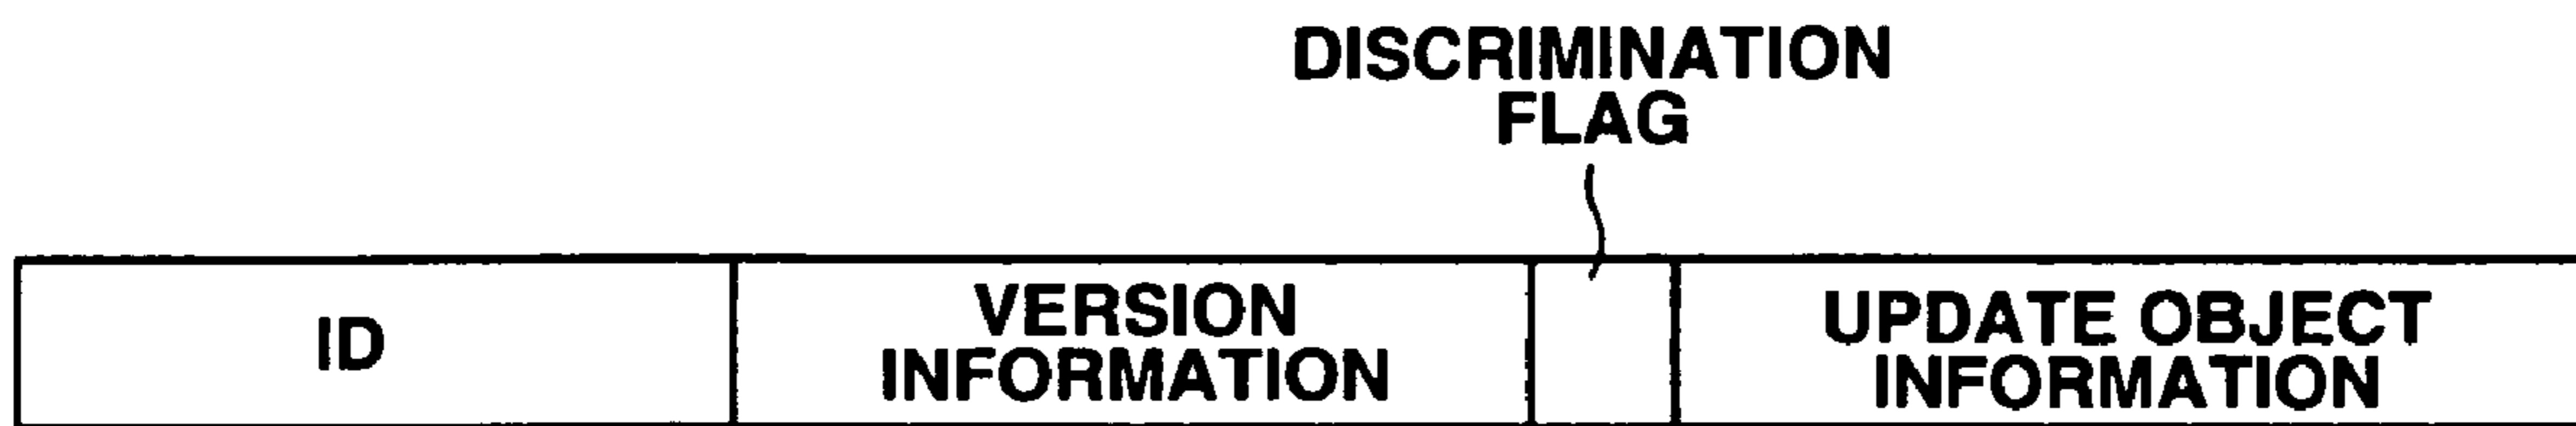 DISCRIMINATION
FLAG
ID
VERSION
INFORMATION
UPDATE OBJECT
INFORMATION